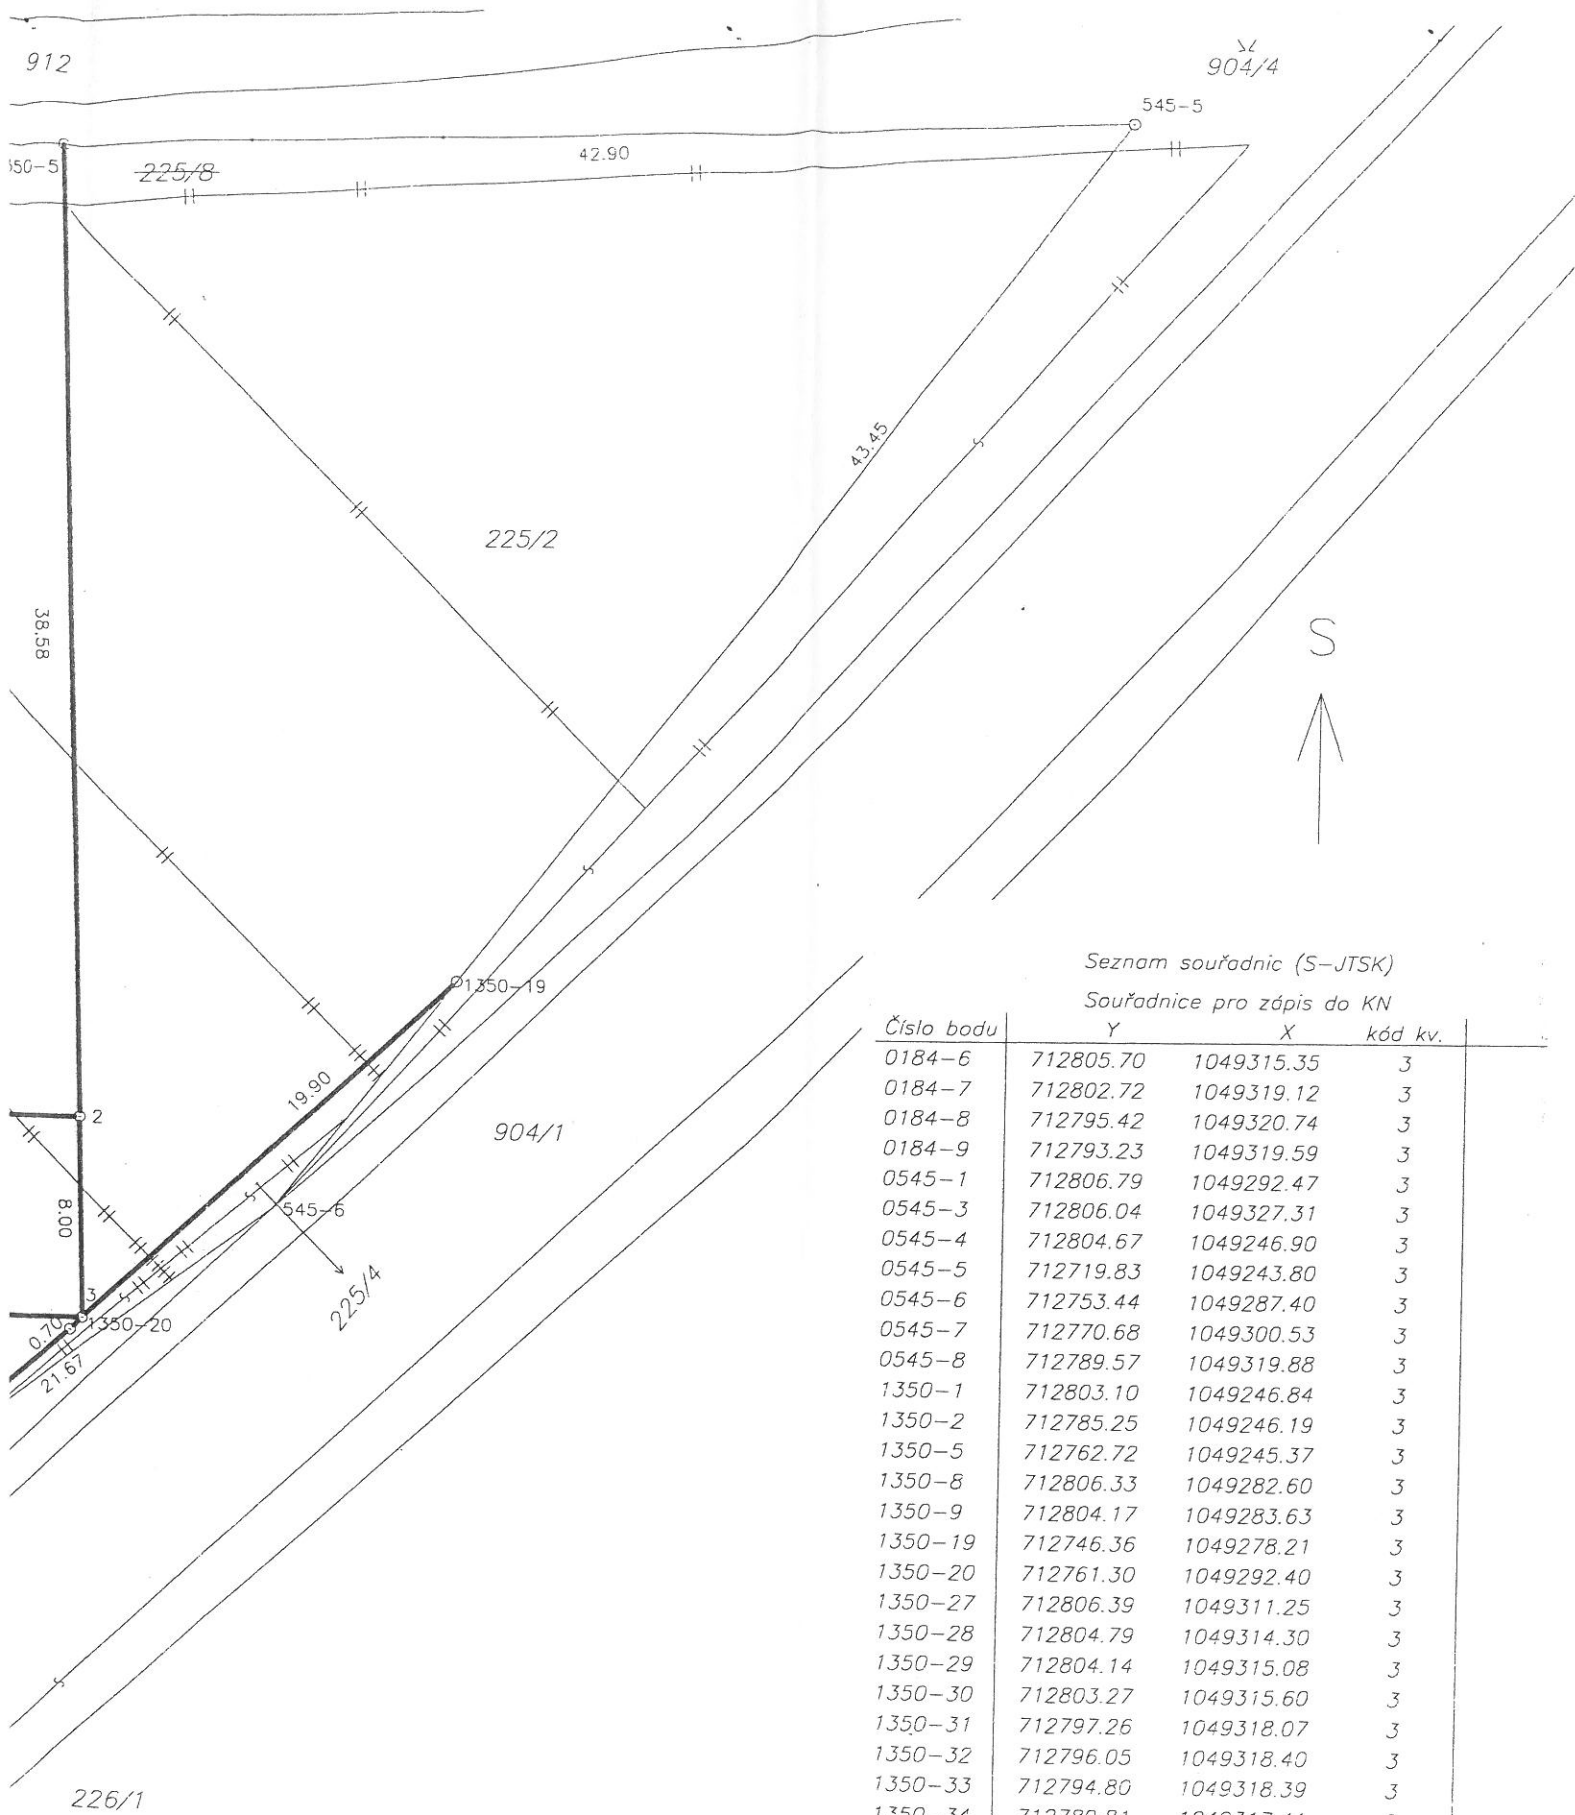 912
904/4
545-5
42.90
225/8
43.45
225/2
38.58
S
1350-19
19.90
2
904/1
8.00
545-6
225/4
3
1350-20
0.70
21.67
226/1
Seznam souřadnic (S-JTSK)
Souřadnice pro zápis do KN
Číslo bodu Y X kód kv.
0184-6 712805.70 1049315.35 3
0184-7 712802.72 1049319.12 3
0184-8 712795.42 1049320.74 3
0184-9 712793.23 1049319.59 3
0545-1 712806.79 1049292.47 3
0545-3 712806.04 1049327.31 3
0545-4 712804.67 1049246.90 3
0545-5 712719.83 1049243.80 3
0545-6 712753.44 1049287.40 3
0545-7 712770.68 1049300.53 3
0545-8 712789.57 1049319.88 3
1350-1 712803.10 1049246.84 3
1350-2 712785.25 1049246.19 3
1350-5 712762.72 1049245.37 3
1350-8 712806.33 1049282.60 3
1350-9 712804.17 1049283.63 3
1350-19 712746.36 1049278.21 3
1350-20 712761.30 1049292.40 3
1350-27 712806.39 1049311.25 3
1350-28 712804.79 1049314.30 3
1350-29 712804.14 1049315.08 3
1350-30 712803.27 1049315.60 3
1350-31 712797.26 1049318.07 3
1350-32 712796.05 1049318.40 3
1350-33 712794.80 1049318.39 3